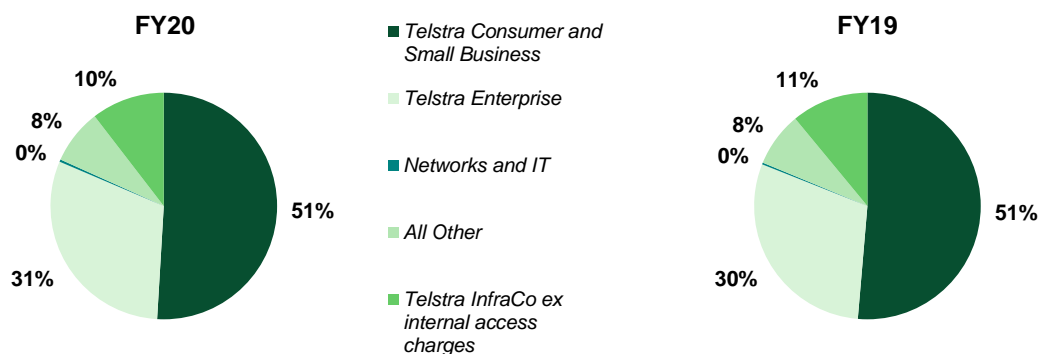 FY20
10%
8%
0%
31%
51%
Telstra Consumer and
Small Business
Telstra Enterprise
Networks and IT
All Other
Telstra InfraCo ex
internal access
charges
FY19
11%
8%
0%
30%
51%